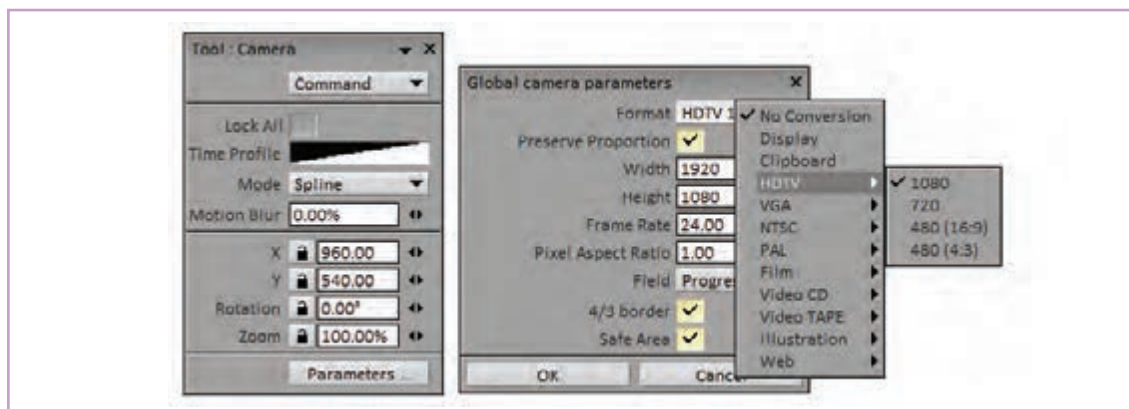 Tool : Camera
Command
Lock All
Time Profile
Mode Spline
Motion Blur 0.00%
X 960.00
Y 540.00
Rotation 0.00°
Zoom 100.00%
Parameters ...
Global camera parameters
Format HDTV 1
Preserve Proportion
Width 1920
Height 1080
Frame Rate 24.00
Pixel Aspect Ratio 1.00
Field Progre
4/3 border
Safe Area
OK Cancel
No Conversion
Display
Clipboard
HDTV
VGA
NTSC
PAL
Film
Video CD
Video TAPE
Illustration
Web
1080
720
480 (16:9)
480 (4:3)